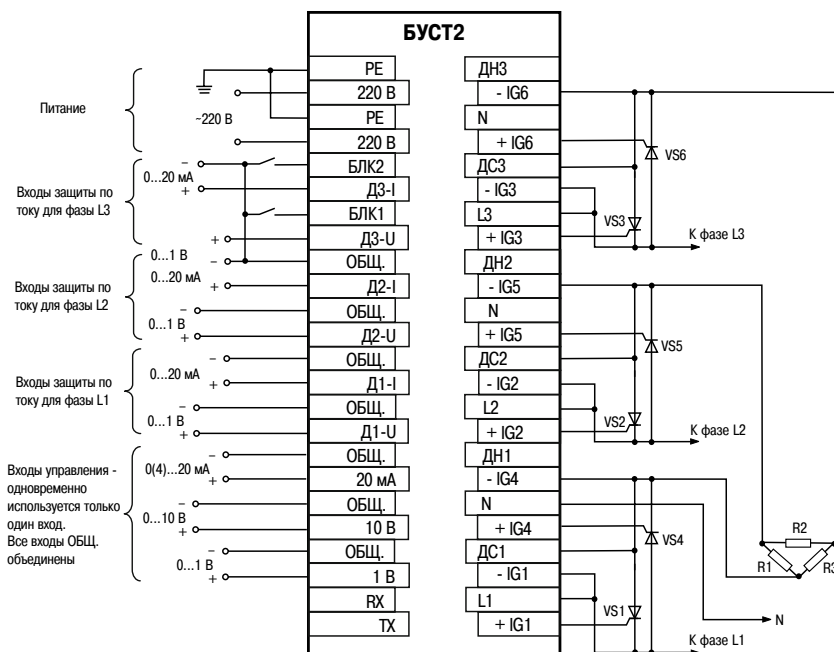 БУСТ2
Питание
~220 В
Входы защиты по
току для фазы L3
−
0...20 мА
+
+
0...1 В
−
Входы защиты по
току для фазы L2
0...20 мА
+
−
0...1 В
+
Входы защиты по
току для фазы L1
−
0...20 мА
+
−
0...1 В
+
Входы управления -
одновременно
используется только
один вход.
Все входы ОБЩ.
объединены
−
0(4)...20 мА
+
−
0...10 В
+
−
0...1 В
+
PE
220 В
PE
220 В
БЛК2
Д3-I
БЛК1
Д3-U
ОБЩ.
Д2-I
ОБЩ.
Д2-U
ОБЩ.
Д1-I
ОБЩ.
Д1-U
ОБЩ.
20 мА
ОБЩ.
10 В
ОБЩ.
1 В
RX
TX
ДН3
- IG6
N
+ IG6
ДС3
- IG3
L3
+ IG3
ДН2
- IG5
N
+ IG5
ДС2
- IG2
L2
+ IG2
ДН1
- IG4
N
+ IG4
ДС1
- IG1
L1
+ IG1
VS6
VS3
К фазе L3
VS5
VS2
К фазе L2
VS4
VS1
R2
R1
R3
N
К фазе L1